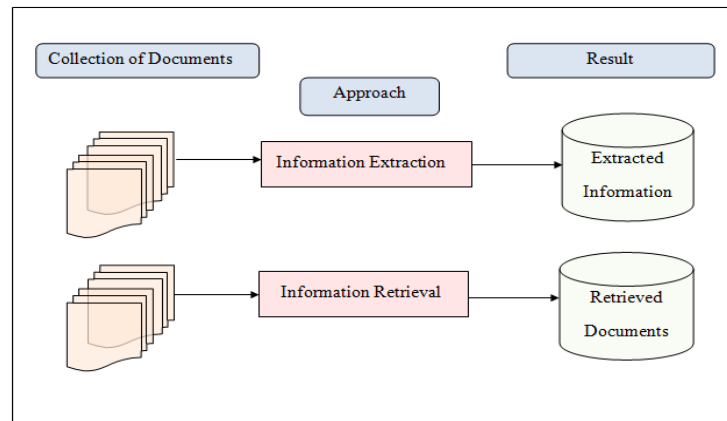 Collection of Documents
Result
Approach
Information Extraction
Extracted
Information
Information Retrieval
Retrieved
Documents